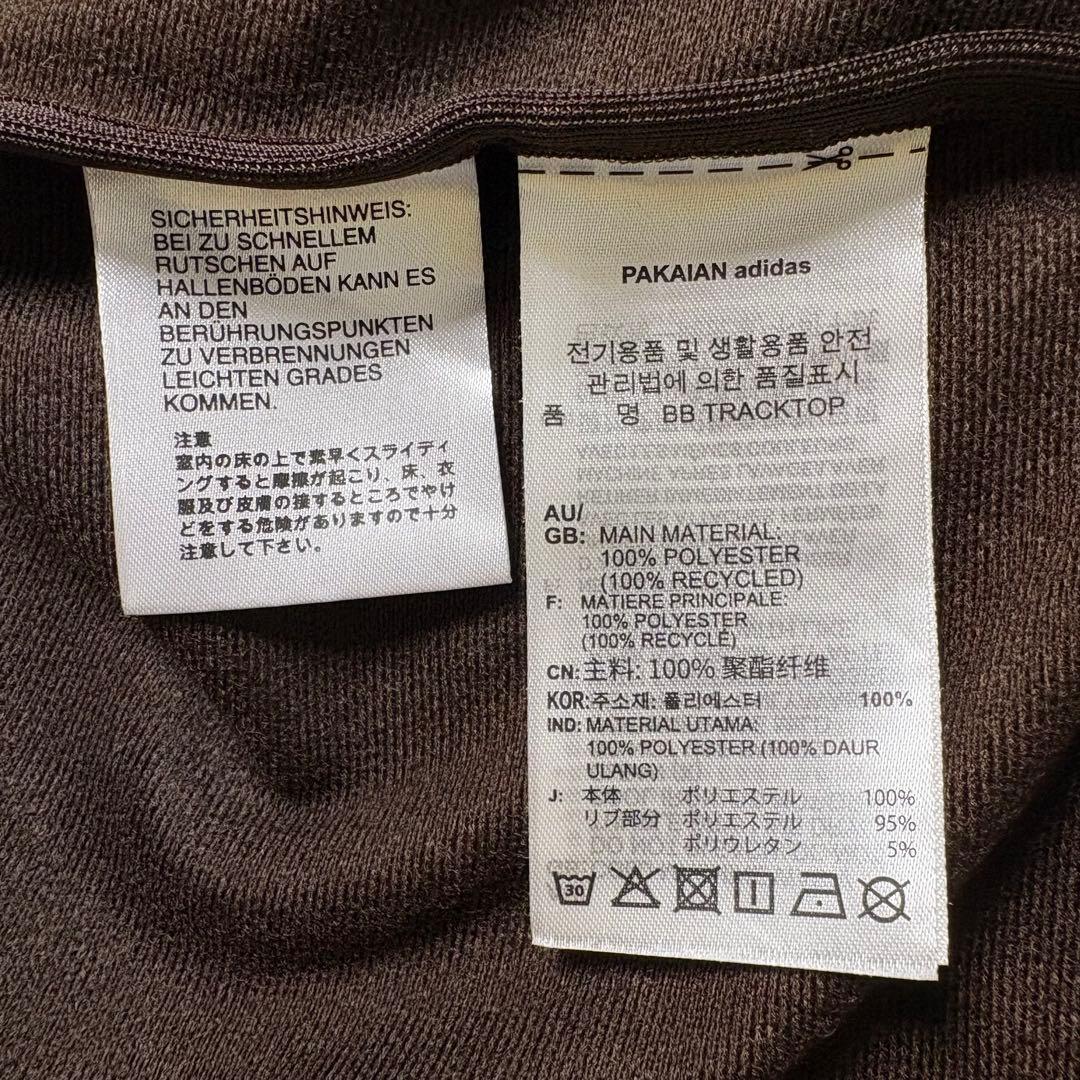 SICHERHEITSHINWEIS:
BEI ZU SCHNELLEM
RUTSCHEN AUF
HALLENBÖDEN KANN ES
AN DEN
BERÜHRUNGSPUNKTEN
ZU VERBRENNUNGEN
LEICHTEN GRADES
KOMMEN.
注意
室内の床の上で素早くスライディ
ングすると摩擦が起こり、床、衣
服及び皮膚の接するところでやけ
どをする危険がありますので十分
注意して下さい。
PAKAIAN adidas
전기용품 및 생활용품 안전
관리법에 의한 품질표시
품 명 BB TRACKTOP
AU/
GB: MAIN MATERIAL:
100% POLYESTER
(100% RECYCLED)
F: MATIERE PRINCIPALE:
100% POLYESTER
(100% RECYCLÉ)
CN: 主料: 100% 聚酯纤维
KOR: 주소재: 폴리에스터 100%
IND: MATERIAL UTAMA:
100% POLYESTER (100% DAUR
ULANG)
J: 本体 ポリエステル 100%
リブ部分 ポリエステル 95%
ポリウレタン 5%
30